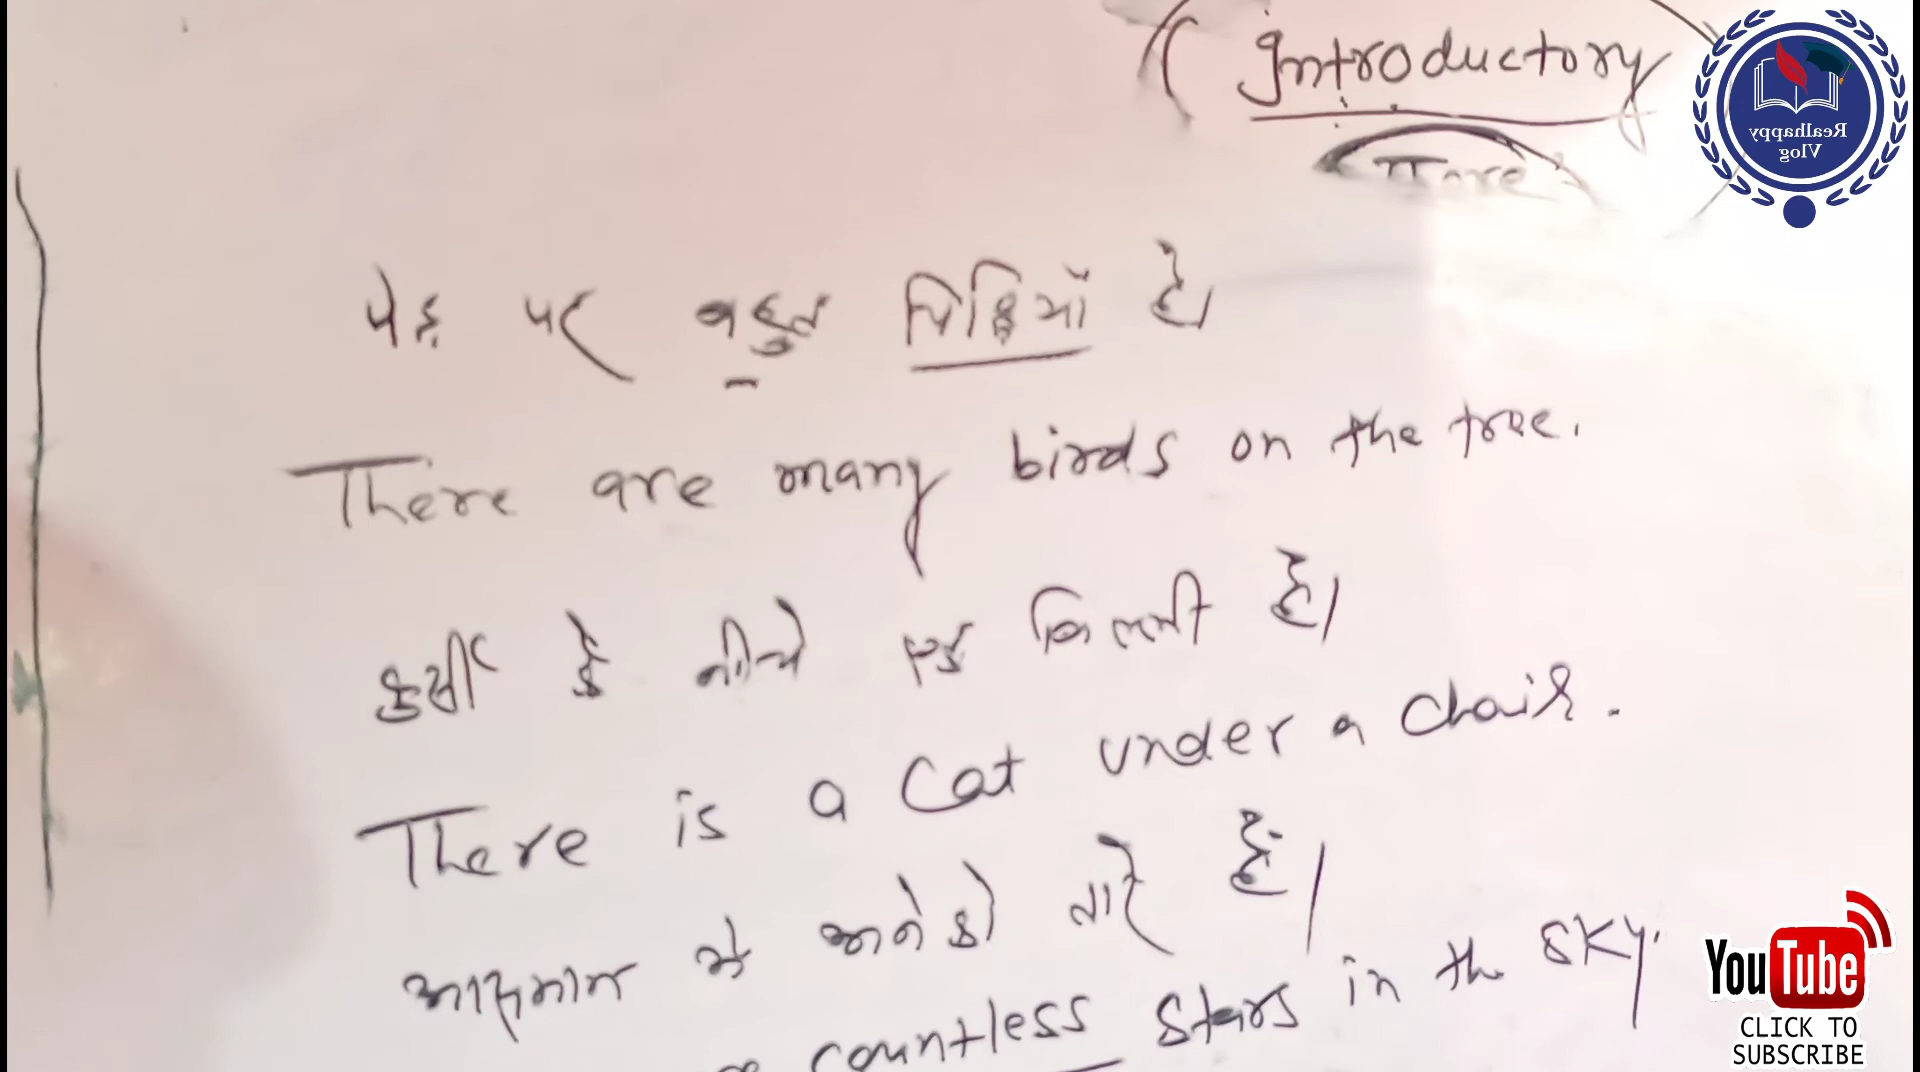 ( Introductory
There
Realhappy
Vlog
पेड़ पर बहुत चिड़ियाँ है।
There are many birds on the tree.
कुर्सी के नीचे एक बिल्ली है।
There is a Cat under a chair.
आसमान में अनेकों तारे हैं।
countless stars in the sky.
YouTube
CLICK TO
SUBSCRIBE